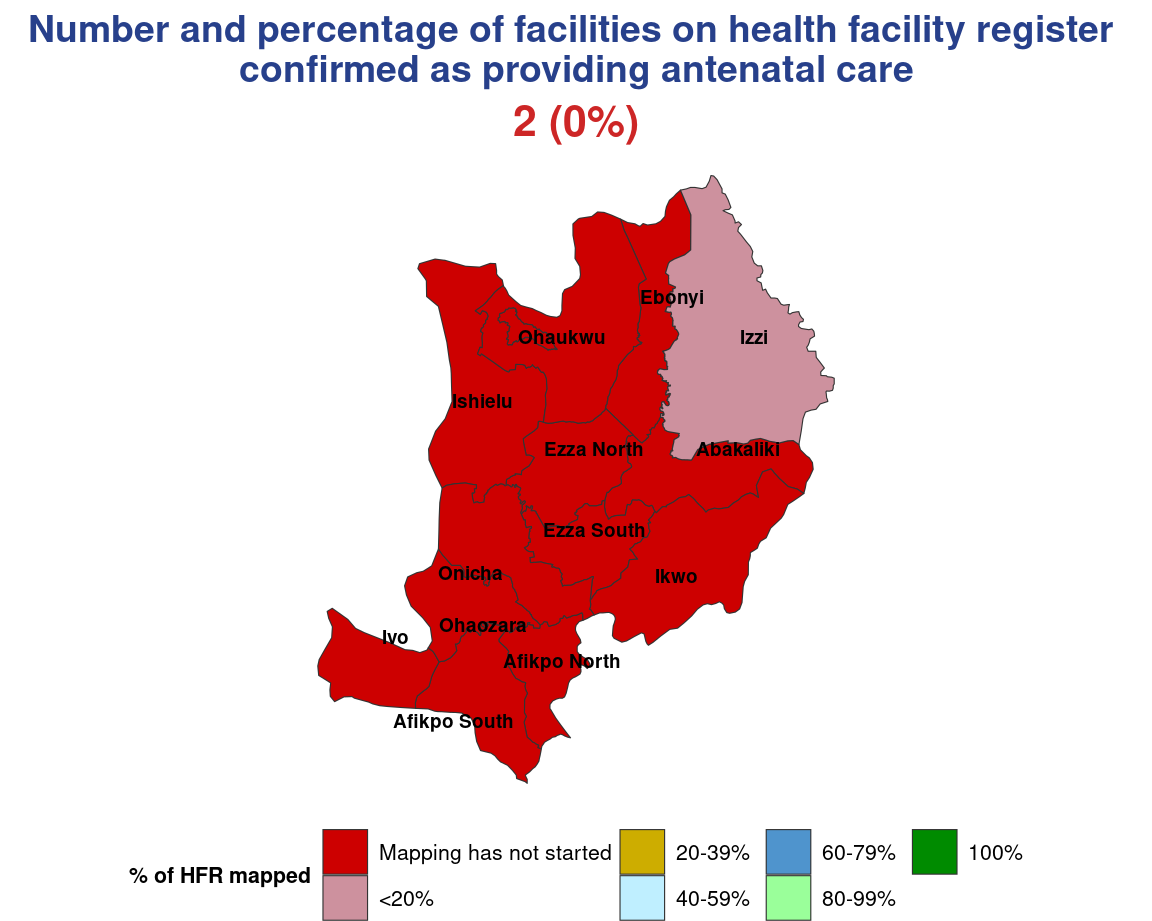 Number and percentage of facilities on health facility register
confirmed as providing antenatal care
2 (0%)
Ebonyi
Ohaukwu
Izzi
Ishielu
Ezza North
Abakaliki
Ezza South
Onicha
Ikwo
Ohaozara
Ivo
Afikpo North
Afikpo South
% of HFR mapped
Mapping has not started
<20%
20-39%
40-59%
60-79%
80-99%
100%